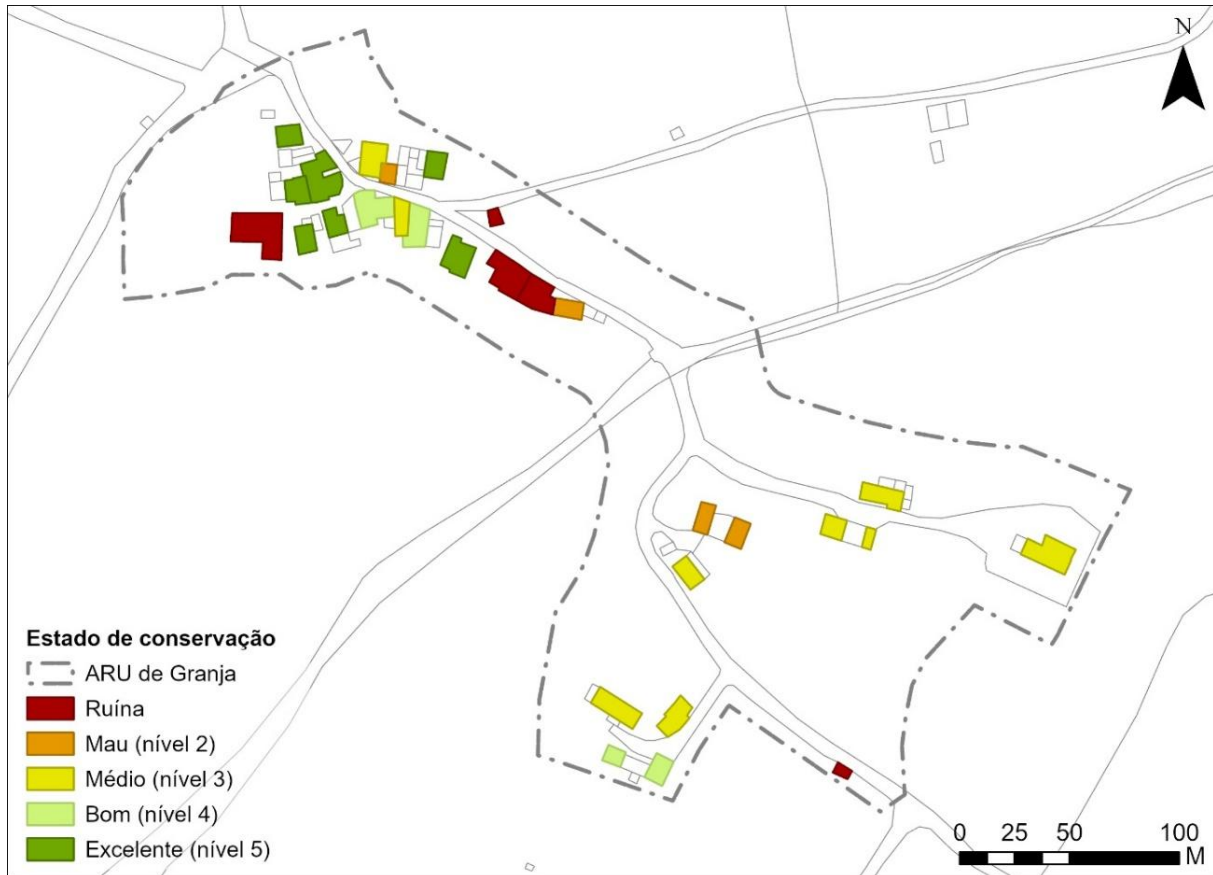 N
Estado de conservação
ARU de Granja
Ruína
Mau (nível 2)
Médio (nível 3)
Bom (nível 4)
Excelente (nível 5)
0 25 50 100
M